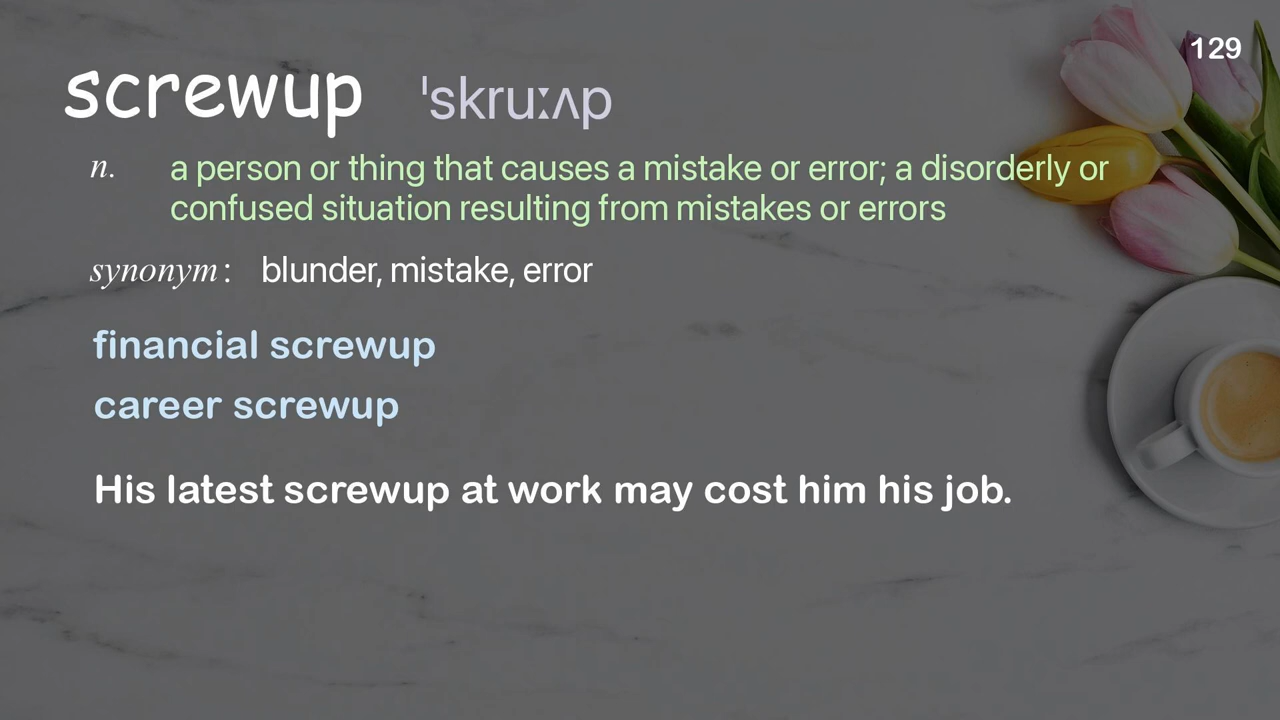 129
screwup ˈskruːʌp
n. a person or thing that causes a mistake or error; a disorderly or
confused situation resulting from mistakes or errors
synonym: blunder, mistake, error
financial screwup
career screwup
His latest screwup at work may cost him his job.